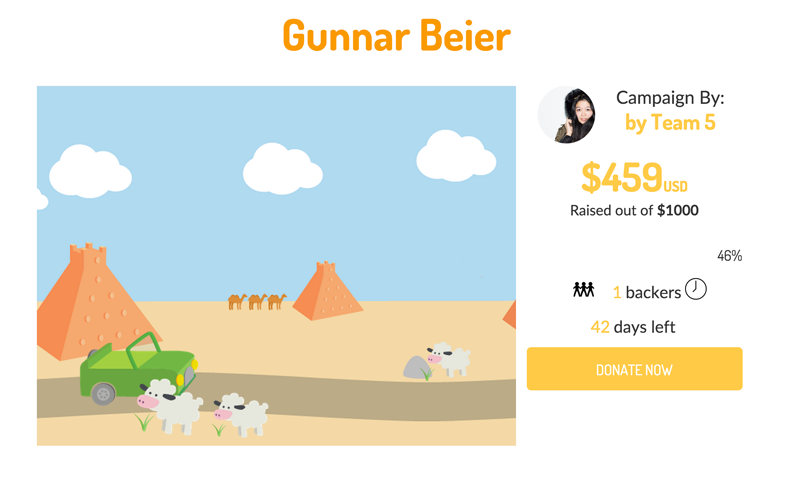 Gunnar Beier
Campaign By:
by Team 5
$459USD
Raised out of $1000
46%
1 backers
42 days left
DONATE NOW